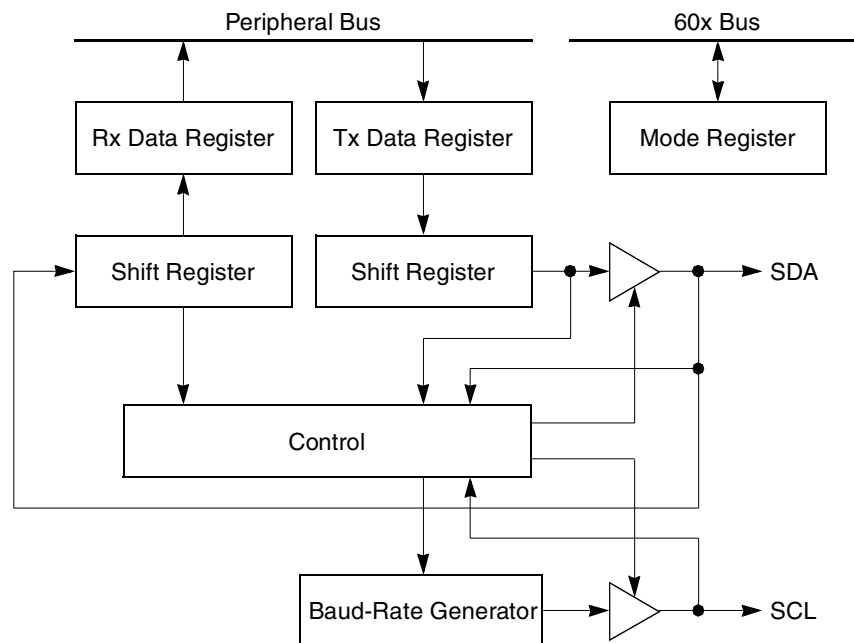 Peripheral Bus
60x Bus
Rx Data Register
Tx Data Register
Mode Register
Shift Register
Shift Register
SDA
Control
Baud-Rate Generator
SCL